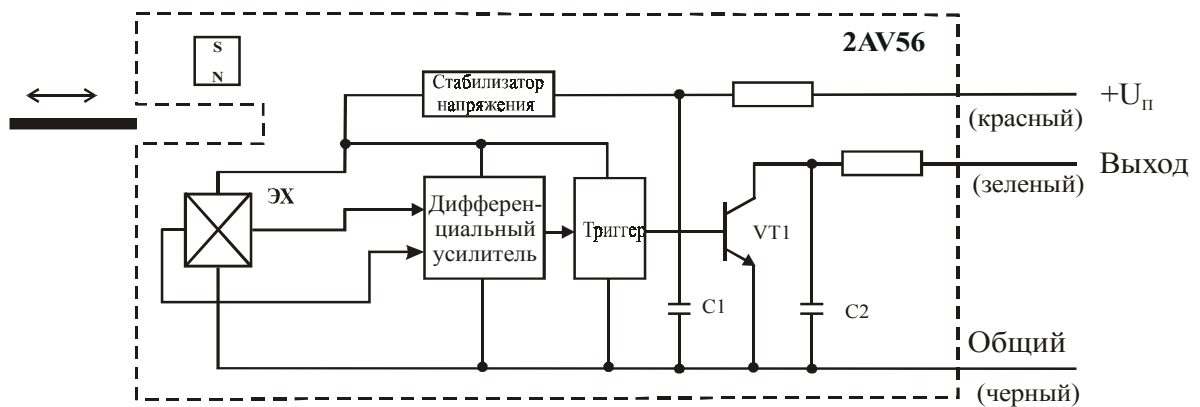 2AV56
S
N
Стабилизатор
напряжения
+Uп
(красный)
Выход
(зеленый)
ЭХ
Дифферен-
циальный
усилитель
Триггер
VT1
C1
C2
Общий
(черный)